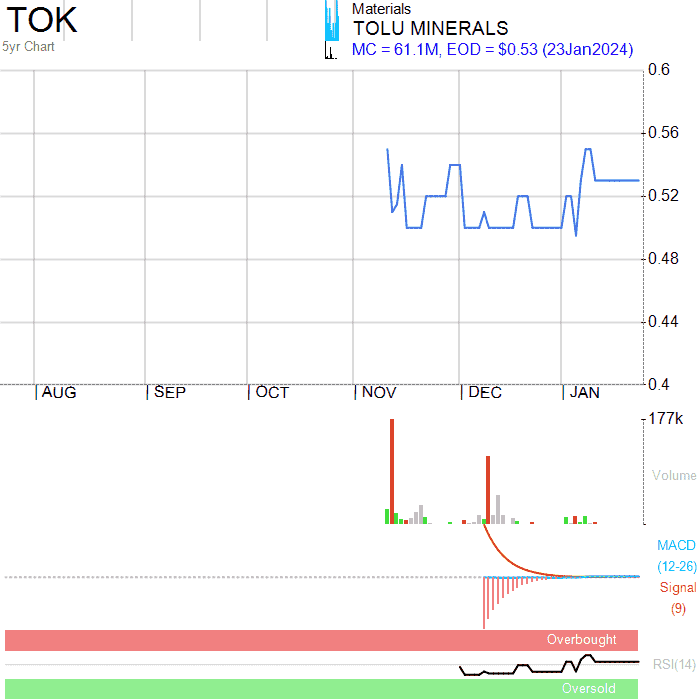 TOK
5yr Chart
Materials
TOLU MINERALS
MC = 61.1M, EOD = $0.53 (23Jan2024)
0.6
0.56
0.52
0.48
0.44
0.4
AUG SEP OCT NOV DEC JAN
177k
Volume
MACD
(12-26)
Signal
(9)
Overbought
RSI(14)
Oversold